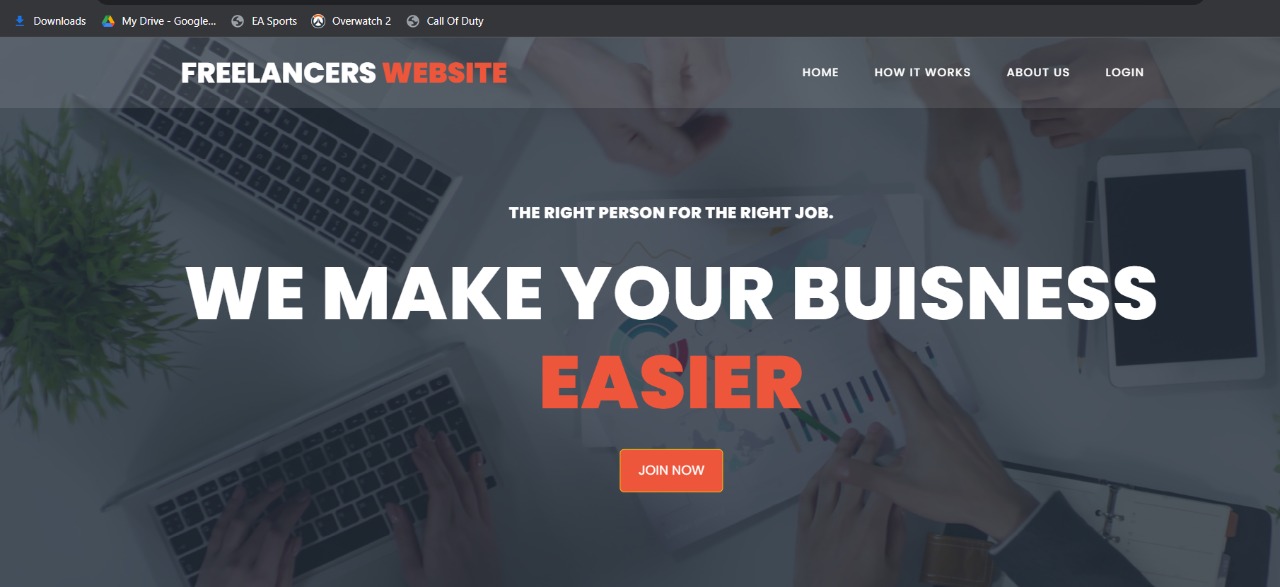 Downloads My Drive - Google... EA Sports Overwatch 2 Call Of Duty
FREELANCERS WEBSITE HOME HOW IT WORKS ABOUT US LOGIN
THE RIGHT PERSON FOR THE RIGHT JOB.
WE MAKE YOUR BUISNESS
EASIER
JOIN NOW